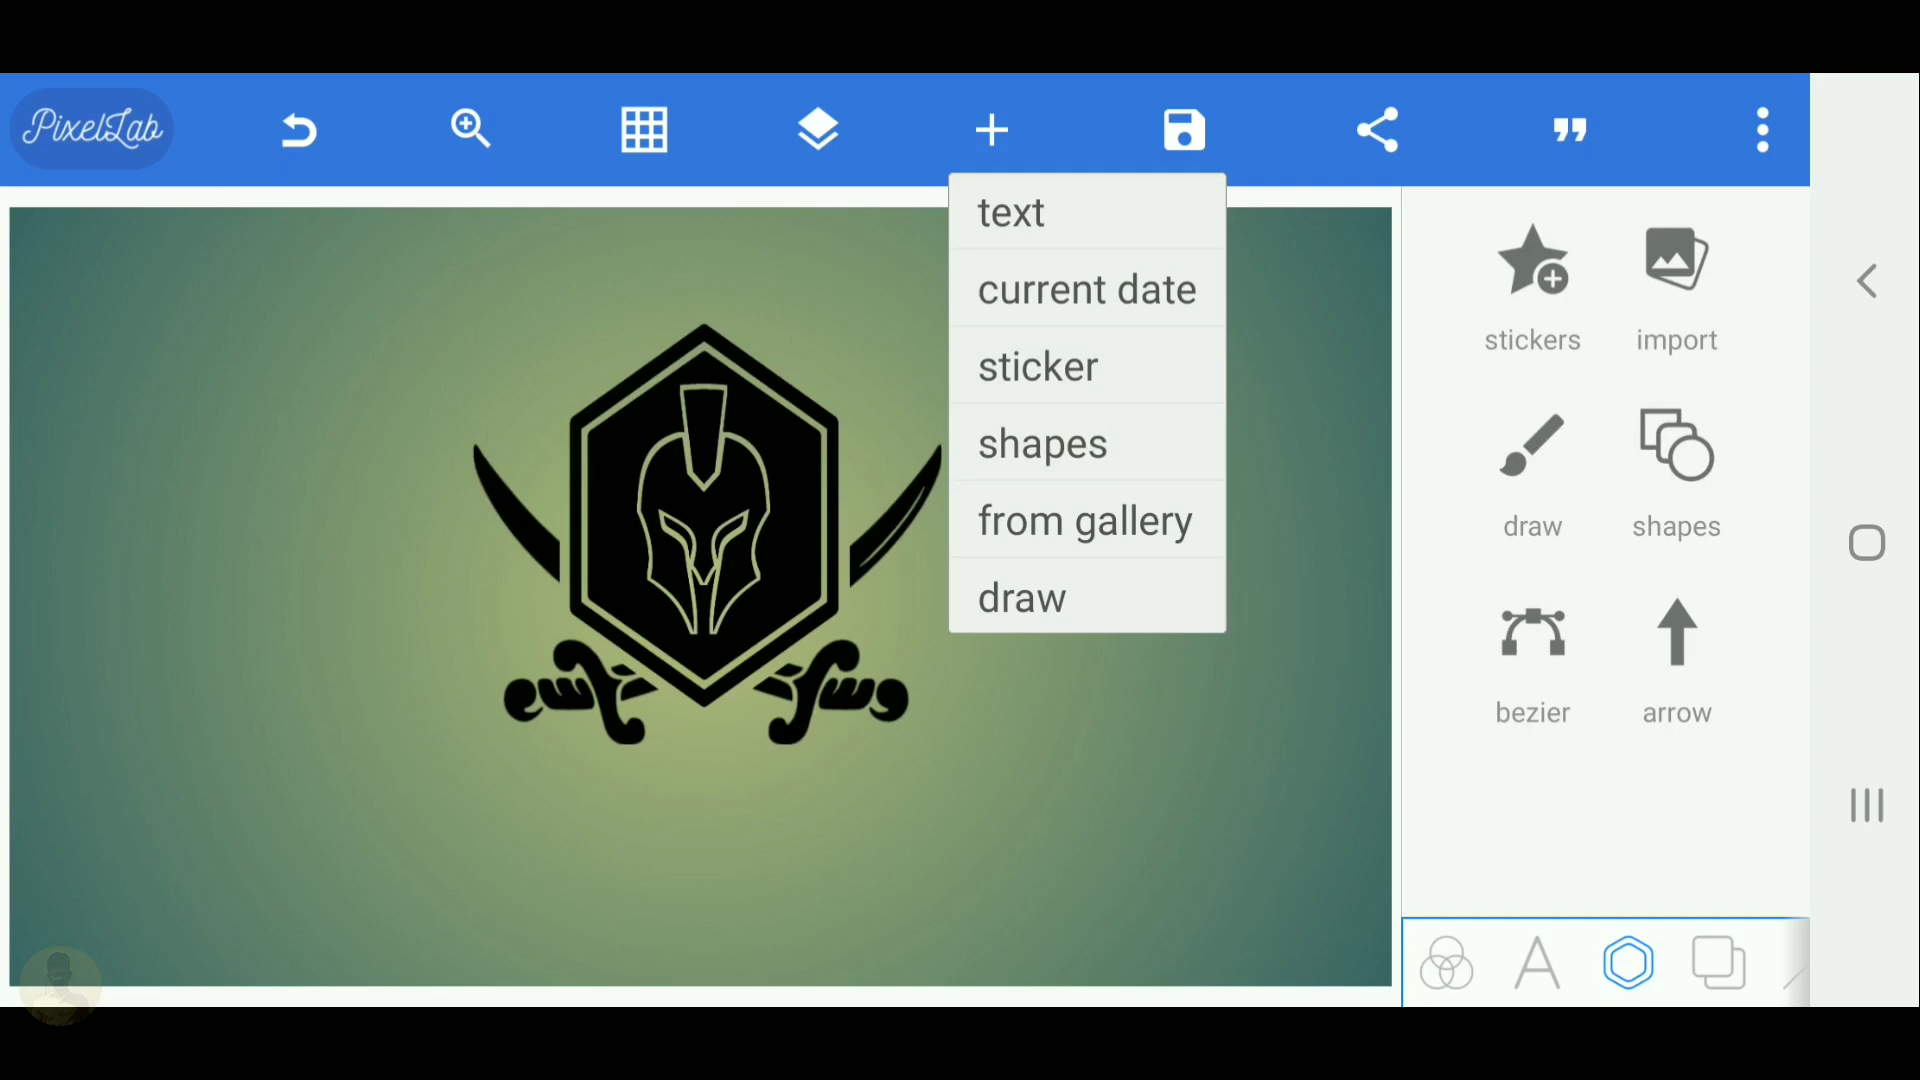 PixelLab
text
current date
sticker
shapes
from gallery
draw
stickers
import
draw
shapes
bezier
arrow